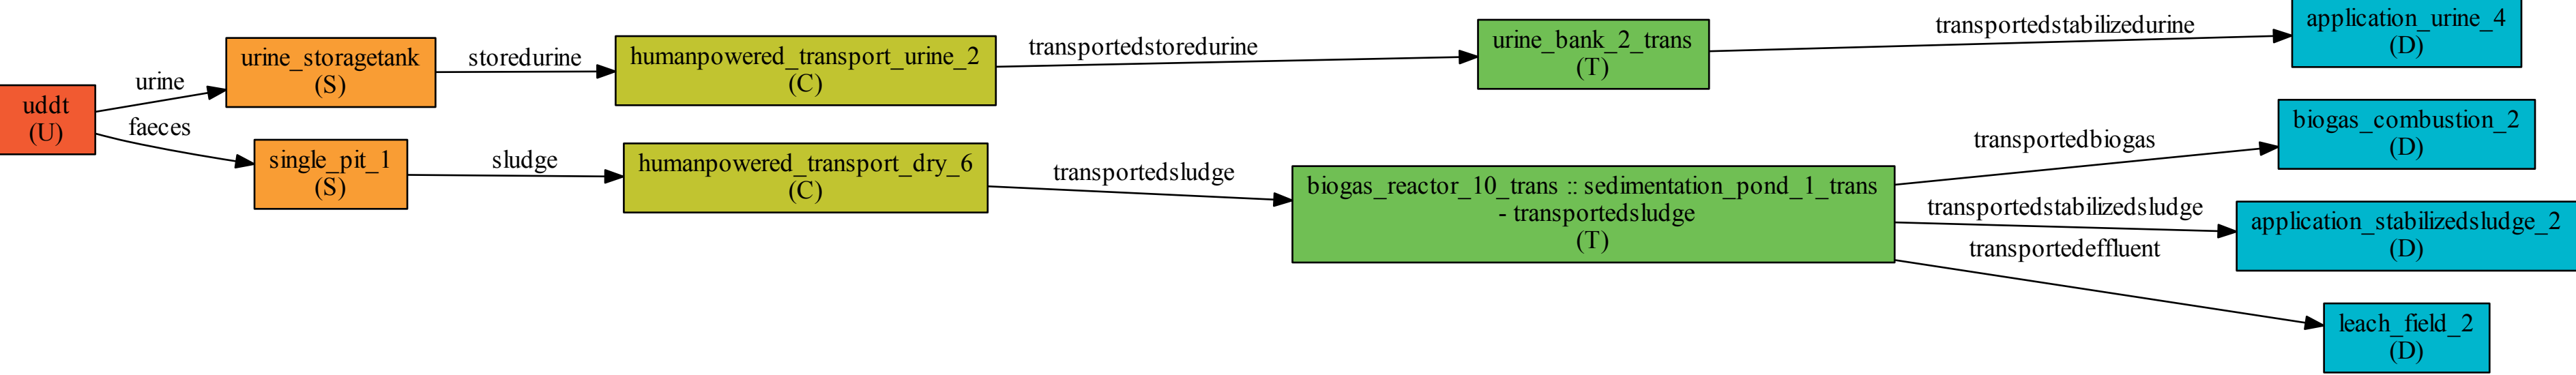 uddt
(U)
urine
faeces
urine_storagetank
(S)
single_pit_1
(S)
storedurine
sludge
humanpowered_transport_urine_2
(C)
humanpowered_transport_dry_6
(C)
transportedstoredurine
transportedsludge
urine_bank_2_trans
(T)
biogas_reactor_10_trans :: sedimentation_pond_1_trans
- transportedsludge
(T)
transportedstabilizedurine
transportedbiogas
transportedstabilizedsludge
transportedeffluent
application_urine_4
(D)
biogas_combustion_2
(D)
application_stabilizedsludge_2
(D)
leach_field_2
(D)